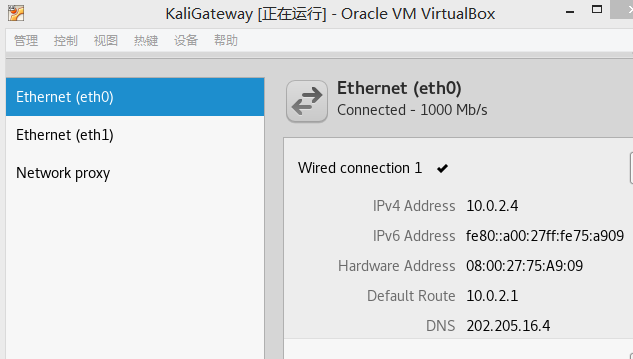 KaliGateway [正在运行] - Oracle VM VirtualBox
管理 控制 视图 热键 设备 帮助
Ethernet (eth0)
Ethernet (eth1)
Network proxy
Ethernet (eth0)
Connected - 1000 Mb/s
Wired connection 1
IPv4 Address 10.0.2.4
IPv6 Address fe80::a00:27ff:fe75:a909
Hardware Address 08:00:27:75:A9:09
Default Route 10.0.2.1
DNS 202.205.16.4